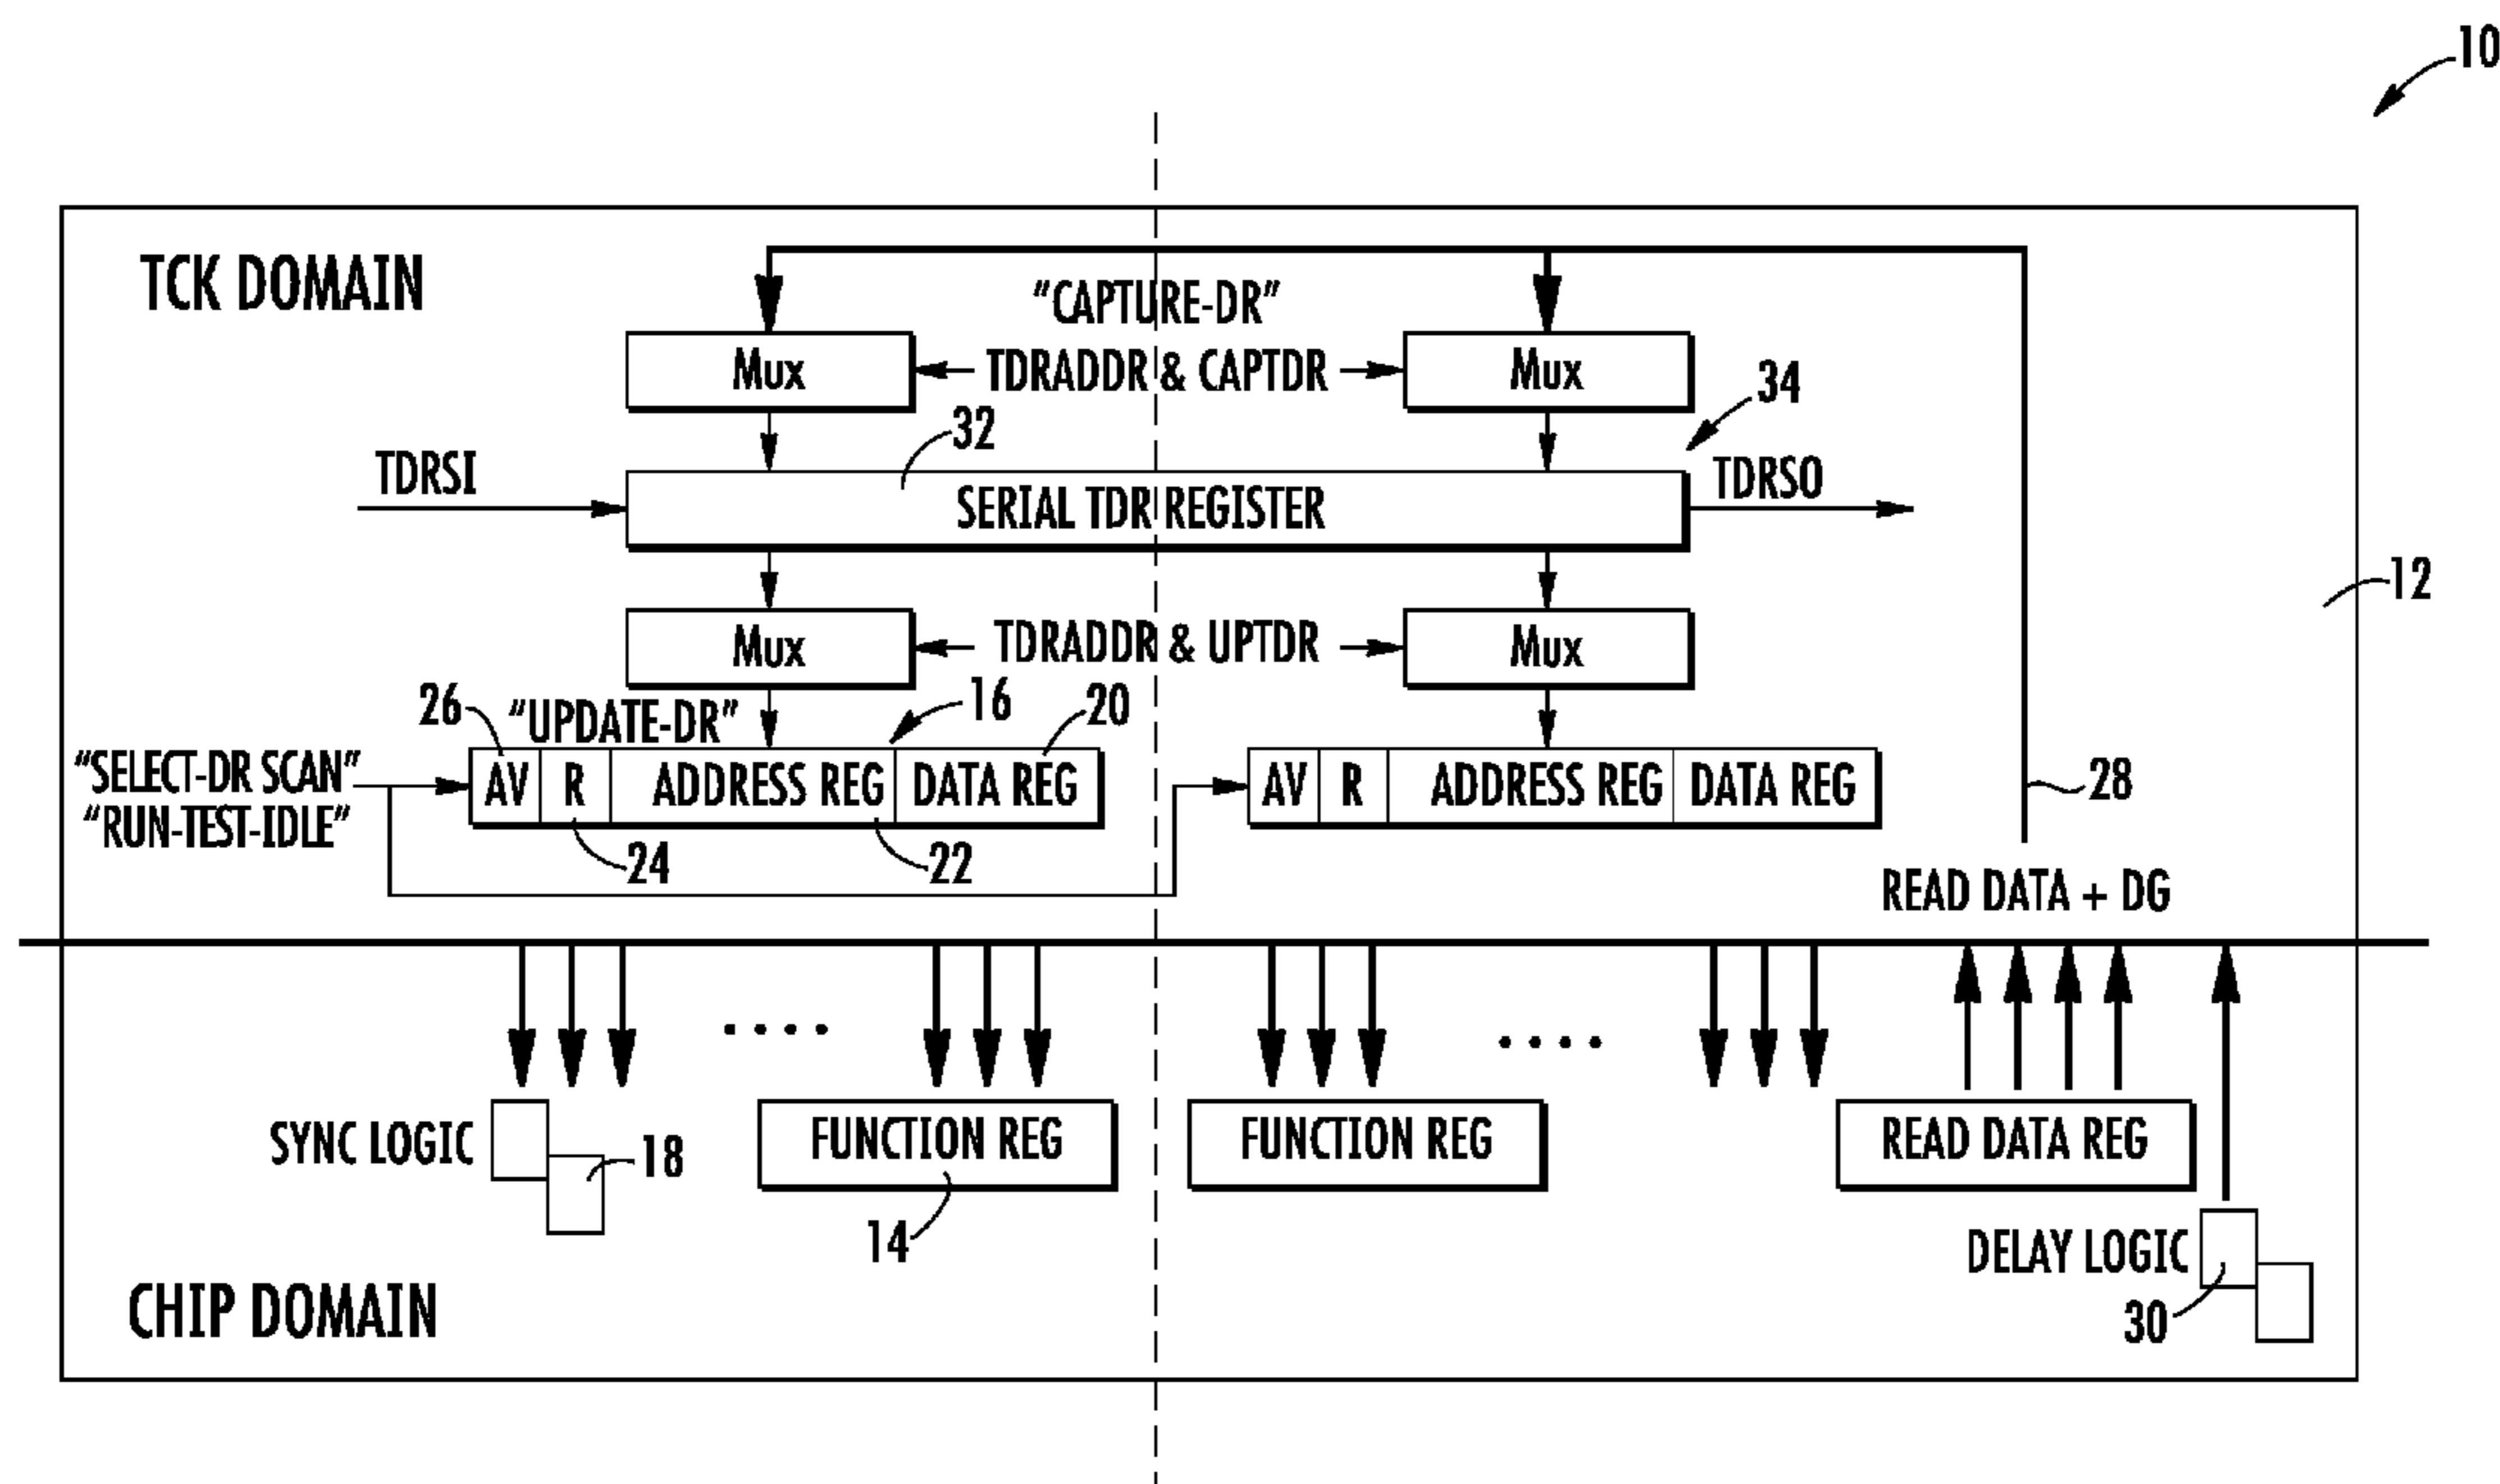 10
TCK DOMAIN
“CAPTURE-DR”
Mux
TDRADDR & CAPTDR
Mux
34
32
TDRSI
SERIAL TDR REGISTER
TDRSO
12
Mux
TDRADDR & UPTDR
Mux
26
“UPDATE-DR”
16
20
“SELECT-DR SCAN”
“RUN-TEST-IDLE”
AV R ADDRESS REG DATA REG
AV R ADDRESS REG DATA REG
28
24
22
READ DATA + DG
SYNC LOGIC
18
FUNCTION REG
FUNCTION REG
READ DATA REG
14
DELAY LOGIC
30
CHIP DOMAIN